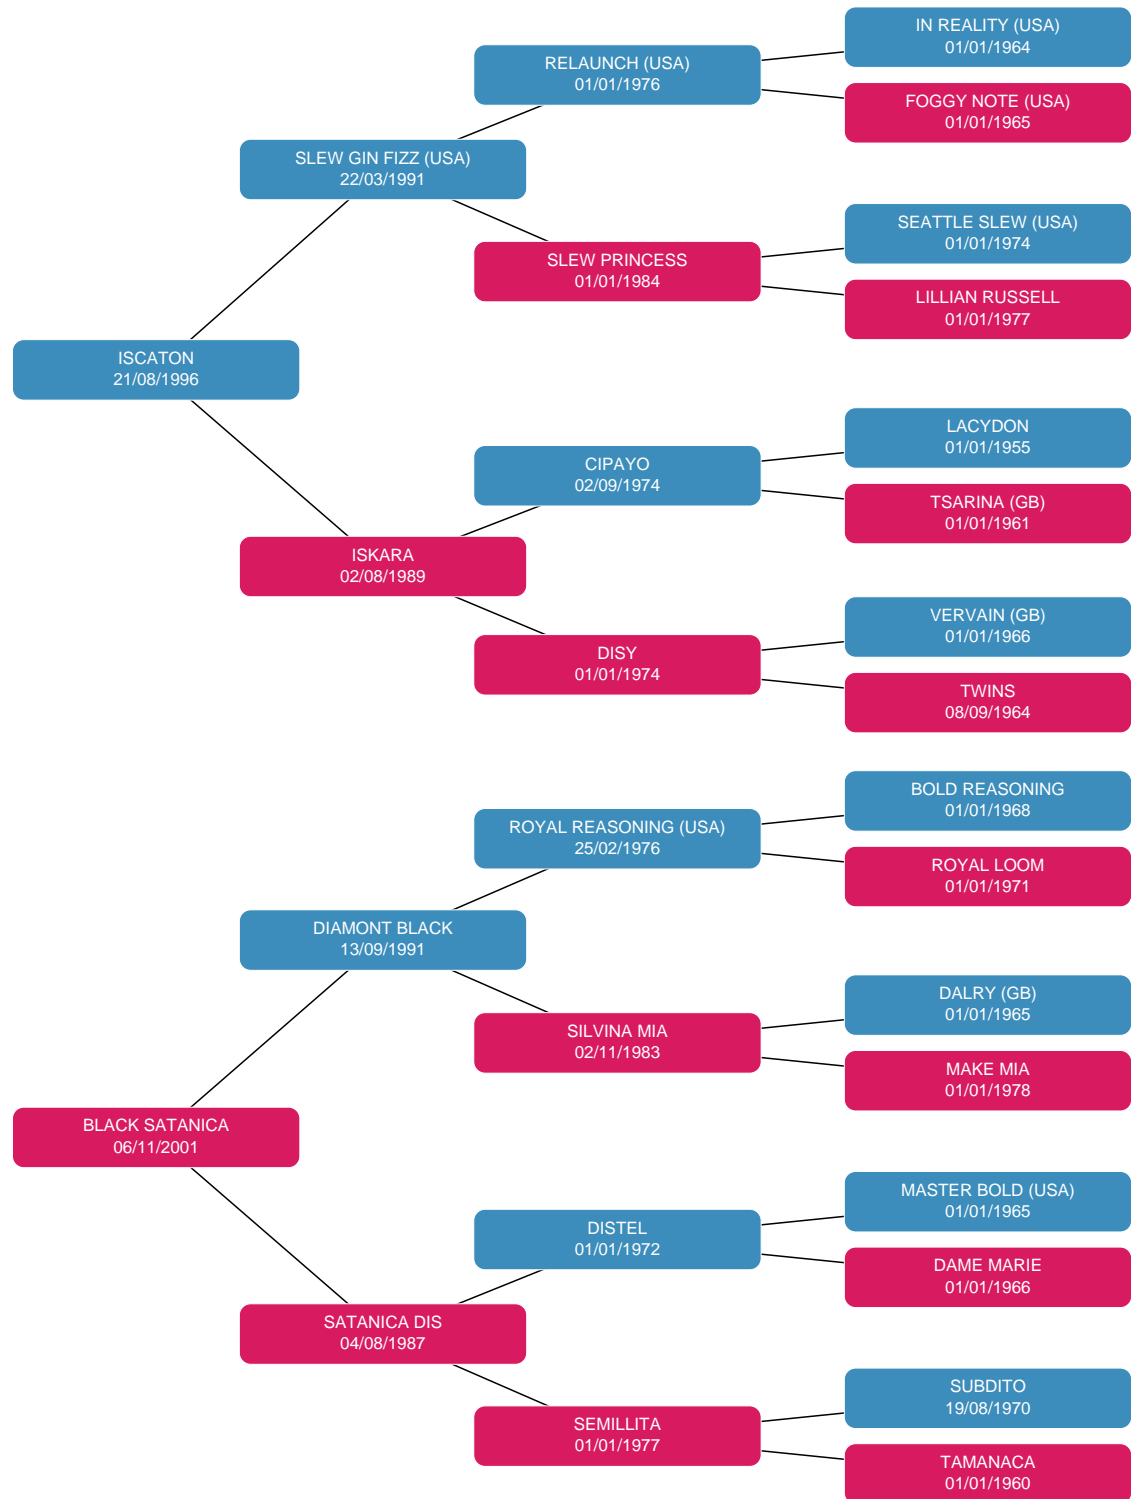 IN REALITY (USA)
01/01/1964
RELAUNCH (USA)
01/01/1976
FOGGY NOTE (USA)
01/01/1965
SLEW GIN FIZZ (USA)
22/03/1991
SEATTLE SLEW (USA)
01/01/1974
SLEW PRINCESS
01/01/1984
LILLIAN RUSSELL
01/01/1977
ISCATON
21/08/1996
LACYDON
01/01/1955
CIPAYO
02/09/1974
TSARINA (GB)
01/01/1961
ISKARA
02/08/1989
VERVAIN (GB)
01/01/1966
DISY
01/01/1974
TWINS
08/09/1964
BOLD REASONING
01/01/1968
ROYAL REASONING (USA)
25/02/1976
ROYAL LOOM
01/01/1971
DIAMONT BLACK
13/09/1991
DALRY (GB)
01/01/1965
SILVINA MIA
02/11/1983
MAKE MIA
01/01/1978
BLACK SATANICA
06/11/2001
MASTER BOLD (USA)
01/01/1965
DISTEL
01/01/1972
DAME MARIE
01/01/1966
SATANICA DIS
04/08/1987
SUBDITO
19/08/1970
SEMILLITA
01/01/1977
TAMANACA
01/01/1960